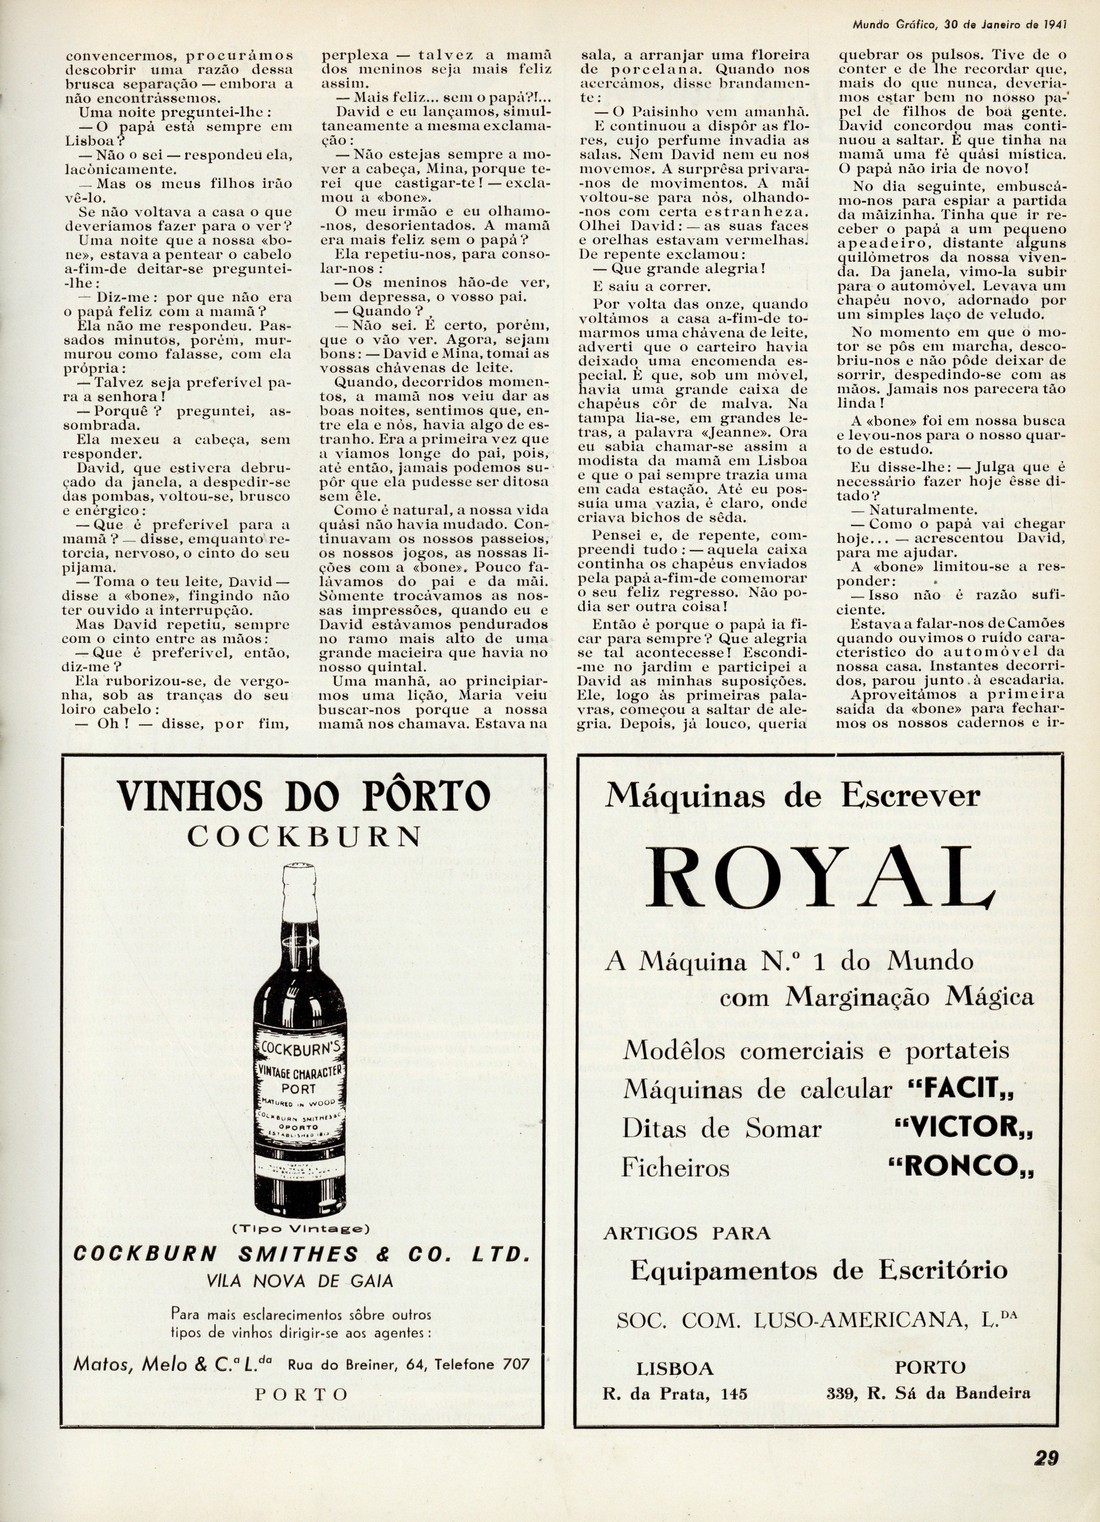 Mundo Gráfico, 30 de Janeiro de 1941
convencermos, procurámos
descobrir uma razão dessa
brusca separação — embora a
não encontrássemos.
Uma noite preguntei-lhe :
— O papá está sempre em
Lisboa ?
— Não o sei — respondeu ela,
lacònicamente.
— Mas os meus filhos irão
vê-lo.
Se não voltava a casa o que
deveriamos fazer para o ver ?
Uma noite que a nossa «bo-
ne», estava a pentear o cabelo
a-fim-de deitar-se preguntei-
-lhe :
— Diz-me : por que não era
o papá feliz com a mamã ?
Ela não me respondeu. Pas-
sados minutos, porém, mur-
murou como falasse, com ela
própria :
— Talvez seja preferível pa-
ra a senhora !
— Porquê ? preguntei, as-
sombrada.
Ela mexeu a cabeça, sem
responder.
David, que estivera debru-
çado da janela, a despedir-se
das pombas, voltou-se, brusco
e enérgico :
— Que é preferível para a
mamã ? — disse, emquanto re-
torcia, nervoso, o cinto do seu
pijama.
— Toma o teu leite, David —
disse a «bone», fingindo não
ter ouvido a interrupção.
Mas David repetiu, sempre
com o cinto entre as mãos :
— Que é preferível, então,
diz-me ?
Ela ruborizou-se, de vergo-
nha, sob as tranças do seu
loiro cabelo :
— Oh ! — disse, por fim,
perplexa — talvez a mamã
dos meninos seja mais feliz
assim.
— Mais feliz... sem o papá?!...
David e eu lançamos, simul-
taneamente a mesma exclama-
ção :
— Não estejas sempre a mo-
ver a cabeça, Mina, porque te-
rei que castigar-te ! — excla-
mou a «bone».
O meu irmão e eu olhamo-
-nos, desorientados. A mamã
era mais feliz sem o papá ?
Ela repetiu-nos, para conso-
lar-nos :
— Os meninos hão-de ver,
bem depressa, o vosso pai.
— Quando ? .
— Não sei. É certo, porém,
que o vão ver. Agora, sejam
bons : — David e Mina, tomai as
vossas chávenas de leite.
Quando, decorridos momen-
tos, a mamã nos veiu dar as
boas noites, sentimos que, en-
tre ela e nós, havia algo de es-
tranho. Era a primeira vez que
a viamos longe do pai, pois,
até então, jamais podemos su-
pôr que ela pudesse ser ditosa
sem êle.
Como é natural, a nossa vida
quási não havia mudado. Con-
tinuavam os nossos passeios,
os nossos jogos, as nossas li-
ções com a «bone». Pouco fa-
lávamos do pai e da mãi.
Sòmente trocávamos as nos-
sas impressões, quando eu e
David estávamos pendurados
no ramo mais alto de uma
grande macieira que havia no
nosso quintal.
Uma manhã, ao principiar-
mos uma lição, Maria veiu
buscar-nos porque a nossa
mamã nos chamava. Estava na
sala, a arranjar uma floreira
de porcelana. Quando nos
acercámos, disse brandamen-
te :
— O Paisinho vem amanhã.
E continuou a dispôr as flo-
res, cujo perfume invadia as
salas. Nem David nem eu nos
movemos. A surprêsa privara-
-nos de movimentos. A mãi
voltou-se para nós, olhando-
-nos com certa estranheza.
Olhei David : — as suas faces
e orelhas estavam vermelhas.
De repente exclamou :
— Que grande alegria !
E saiu a correr.
Por volta das onze, quando
voltámos a casa a-fim-de to-
marmos uma chávena de leite,
adverti que o carteiro havia
deixado uma encomenda es-
pecial. É que, sob um móvel,
havia uma grande caixa de
chapéus côr de malva. Na
tampa lia-se, em grandes le-
tras, a palavra «Jeanne». Ora
eu sabia chamar-se assim a
modista da mamã em Lisboa
e que o pai sempre trazia uma
em cada estação. Até eu pos-
suia uma vazia, é claro, onde
criava bichos de sêda.
Pensei e, de repente, com-
preendi tudo : — aquela caixa
continha os chapéus enviados
pela papá a-fim-de comemorar
o seu feliz regresso. Não po-
dia ser outra coisa !
Então é porque o papá ia fi-
car para sempre ? Que alegria
se tal acontecesse ! Escondi-
-me no jardim e participei a
David as minhas suposições.
Ele, logo às primeiras pala-
vras, começou a saltar de ale-
gria. Depois, já louco, queria
quebrar os pulsos. Tive de o
conter e de lhe recordar que,
mais do que nunca, devería-
mos estar bem no nosso pa-
pel de filhos de boa gente.
David concordou mas conti-
nuou a saltar. É que tinha na
mamã uma fé quási mística.
O papá não iria de novo !
No dia seguinte, embuscá-
mo-nos para espiar a partida
da mãizinha. Tinha que ir re-
ceber o papá a um pequeno
apeadeiro, distante alguns
quilómetros da nossa viven-
da. Da janela, vimo-la subir
para o automóvel. Levava um
chapéu novo, adornado por
um simples laço de veludo.
No momento em que o mo-
tor se pôs em marcha, desco-
briu-nos e não pôde deixar de
sorrir, despedindo-se com as
mãos. Jamais nos parecera tão
linda !
A «bone» foi em nossa busca
e levou-nos para o nosso quar-
to de estudo.
Eu disse-lhe : — Julga que é
necessário fazer hoje êsse di-
tado ?
— Naturalmente.
— Como o papá vai chegar
hoje... — acrescentou David,
para me ajudar.
A «bone» limitou-se a res-
ponder :
— Isso não é razão sufi-
ciente.
Estava a falar-nos de Camões
quando ouvimos o ruído cara-
cterístico do automóvel da
nossa casa. Instantes decorri-
dos, parou junto à escadaria.
Aproveitámos a primeira
saída da «bone» para fechar-
mos os nossos cadernos e ir-
VINHOS DO PÔRTO
COCKBURN
COCKBURN'S
VINTAGE CHARACTER
PORT
MATURED IN WOOD
COCKBURN SMITHES & C
OPORTO
ESTABLISHED
(Tipo Vintage)
COCKBURN SMITHES & CO. LTD.
VILA NOVA DE GAIA
Para mais esclarecimentos sôbre outros
tipos de vinhos dirigir-se aos agentes :
Matos, Melo & C.ª L.da Rua do Breiner, 64, Telefone 707
PORTO
Máquinas de Escrever
ROYAL
A Máquina N.º 1 do Mundo
com Marginação Mágica
Modêlos comerciais e portateis
Máquinas de calcular “FACIT„
Ditas de Somar “VICTOR„
Ficheiros “RONCO„
ARTIGOS PARA
Equipamentos de Escritório
SOC. COM. LUSO-AMERICANA, L.DA
LISBOA PORTO
R. da Prata, 145 339, R. Sá da Bandeira
29